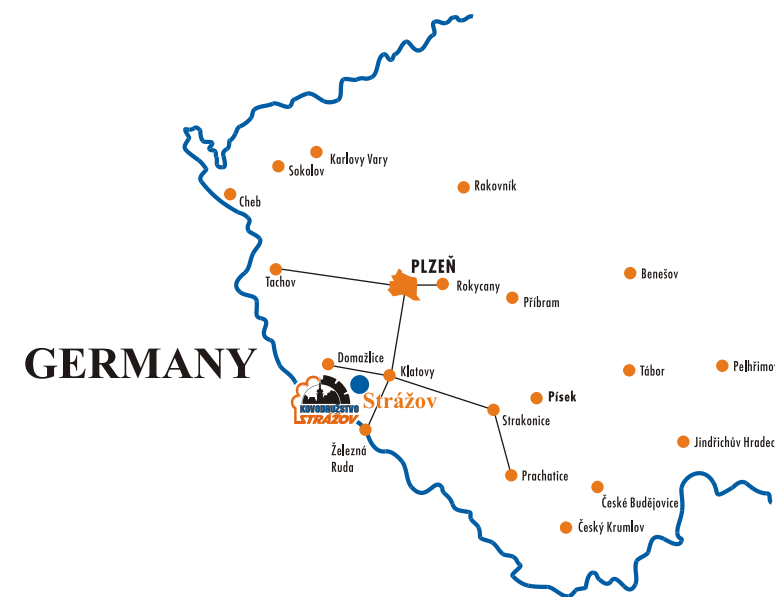 Karlovy Vary
Sokolov
Rakovník
Cheb
PLZEŇ
Benešov
Tachov
Rokycany
Příbram
GERMANY
Domažlice
Klatovy
Tábor
Pelhřimov
Strážov
Písek
KOVODRUŽSTVO
STRÁŽOV
Strakonice
Železná
Ruda
Jindřichův Hradec
Prachatice
České Budějovice
Český Krumlov